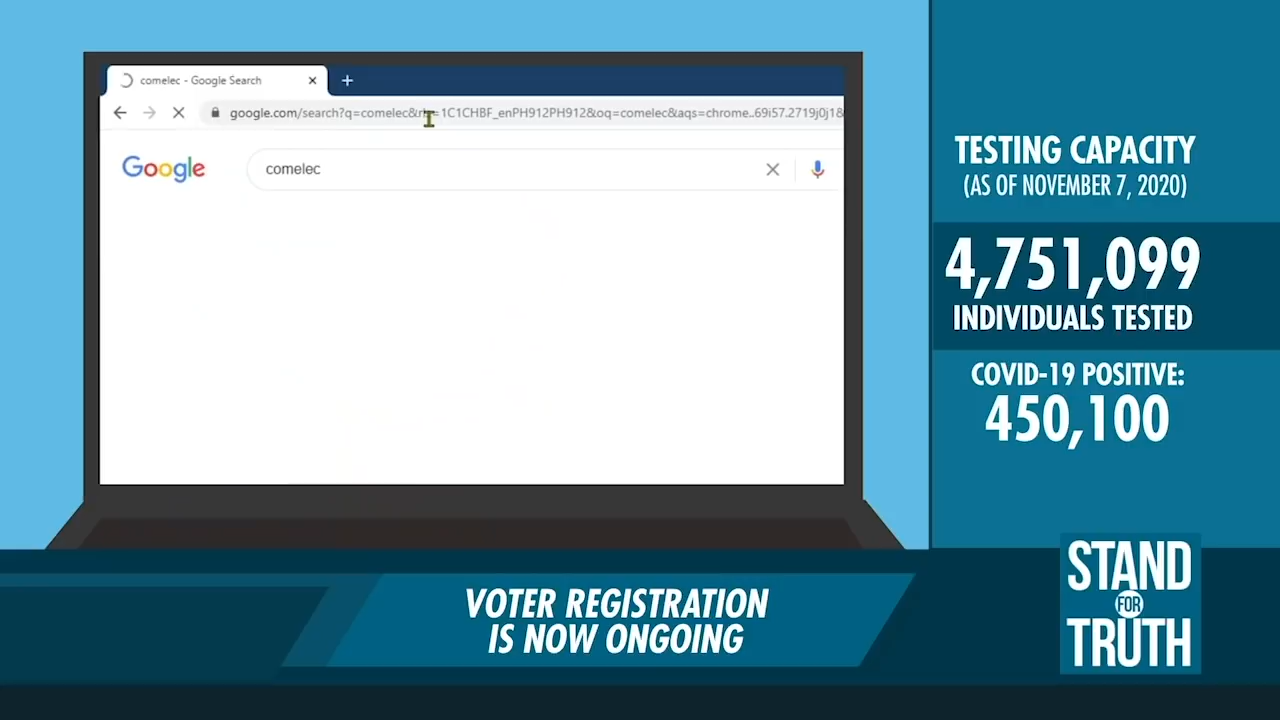 comelec - Google Search
google.com/search?q=comelec&
=1C1CHBF_enPH912PH912&oq=comelec&aqs=chrome..69i57.2719j0j18
Google
comelec
TESTING CAPACITY
(AS OF NOVEMBER 7, 2020)
4,751,099
INDIVIDUALS TESTED
COVID-19 POSITIVE:
450,100
VOTER REGISTRATION
IS NOW ONGOING
STAND
FOR
TRUTH